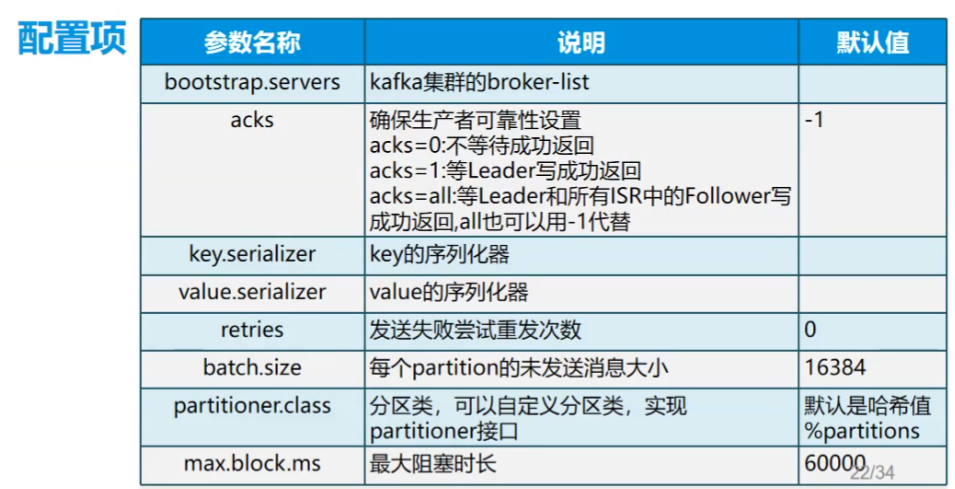 配置项
参数名称 说明 默认值
bootstrap.servers kafka集群的broker-list
acks 确保生产者可靠性设置 -1
acks=0:不等待成功返回
acks=1:等Leader写成功返回
acks=all:等Leader和所有ISR中的Follower写
成功返回,all也可以用-1代替
key.serializer key的序列化器
value.serializer value的序列化器
retries 发送失败尝试重发次数 0
batch.size 每个partition的未发送消息大小 16384
partitioner.class 分区类，可以自定义分区类，实现 默认是哈希值
partitioner接口 %partitions
max.block.ms 最大阻塞时长 60000
22/34